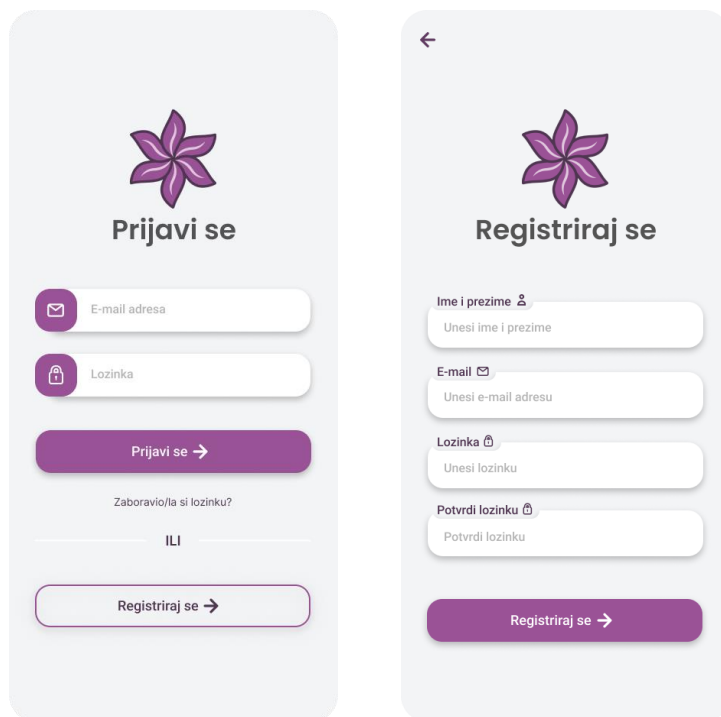 Prijavi se
E-mail adresa
Lozinka
Prijavi se
Zaboravio/la si lozinku?
ILI
Registriraj se
Registriraj se
Ime i prezime
Unesi ime i prezime
E-mail
Unesi e-mail adresu
Lozinka
Unesi lozinku
Potvrdi lozinku
Potvrdi lozinku
Registriraj se